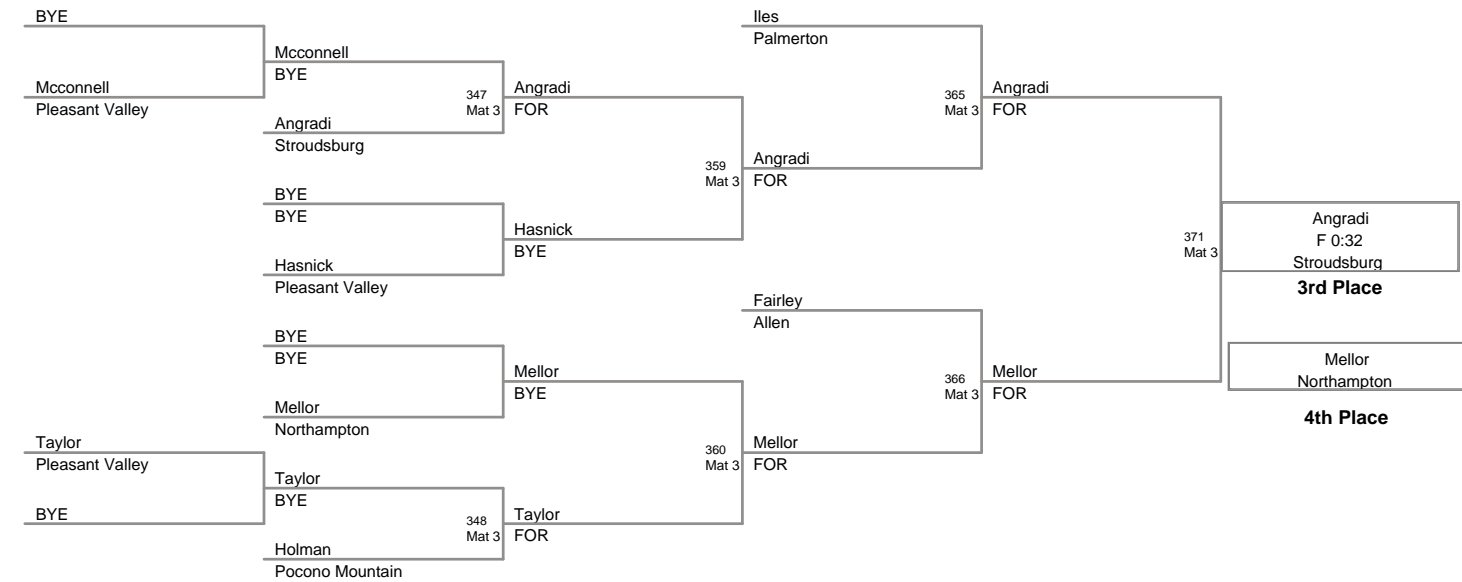 BYE
Mcconnell
Pleasant Valley
Mcconnell
BYE
Angradi
Stroudsburg
347
Mat 3
Angradi
FOR
BYE
BYE
Hasnick
Pleasant Valley
Hasnick
BYE
359
Mat 3
Angradi
FOR
Iles
Palmerton
365
Mat 3
Angradi
FOR
BYE
BYE
Mellor
Northampton
Mellor
BYE
Taylor
Pleasant Valley
BYE
Taylor
BYE
Holman
Pocono Mountain
348
Mat 3
Taylor
FOR
360
Mat 3
Mellor
FOR
Fairley
Allen
366
Mat 3
Mellor
FOR
371
Mat 3
Angradi
F 0:32
Stroudsburg
3rd Place
Mellor
Northampton
4th Place